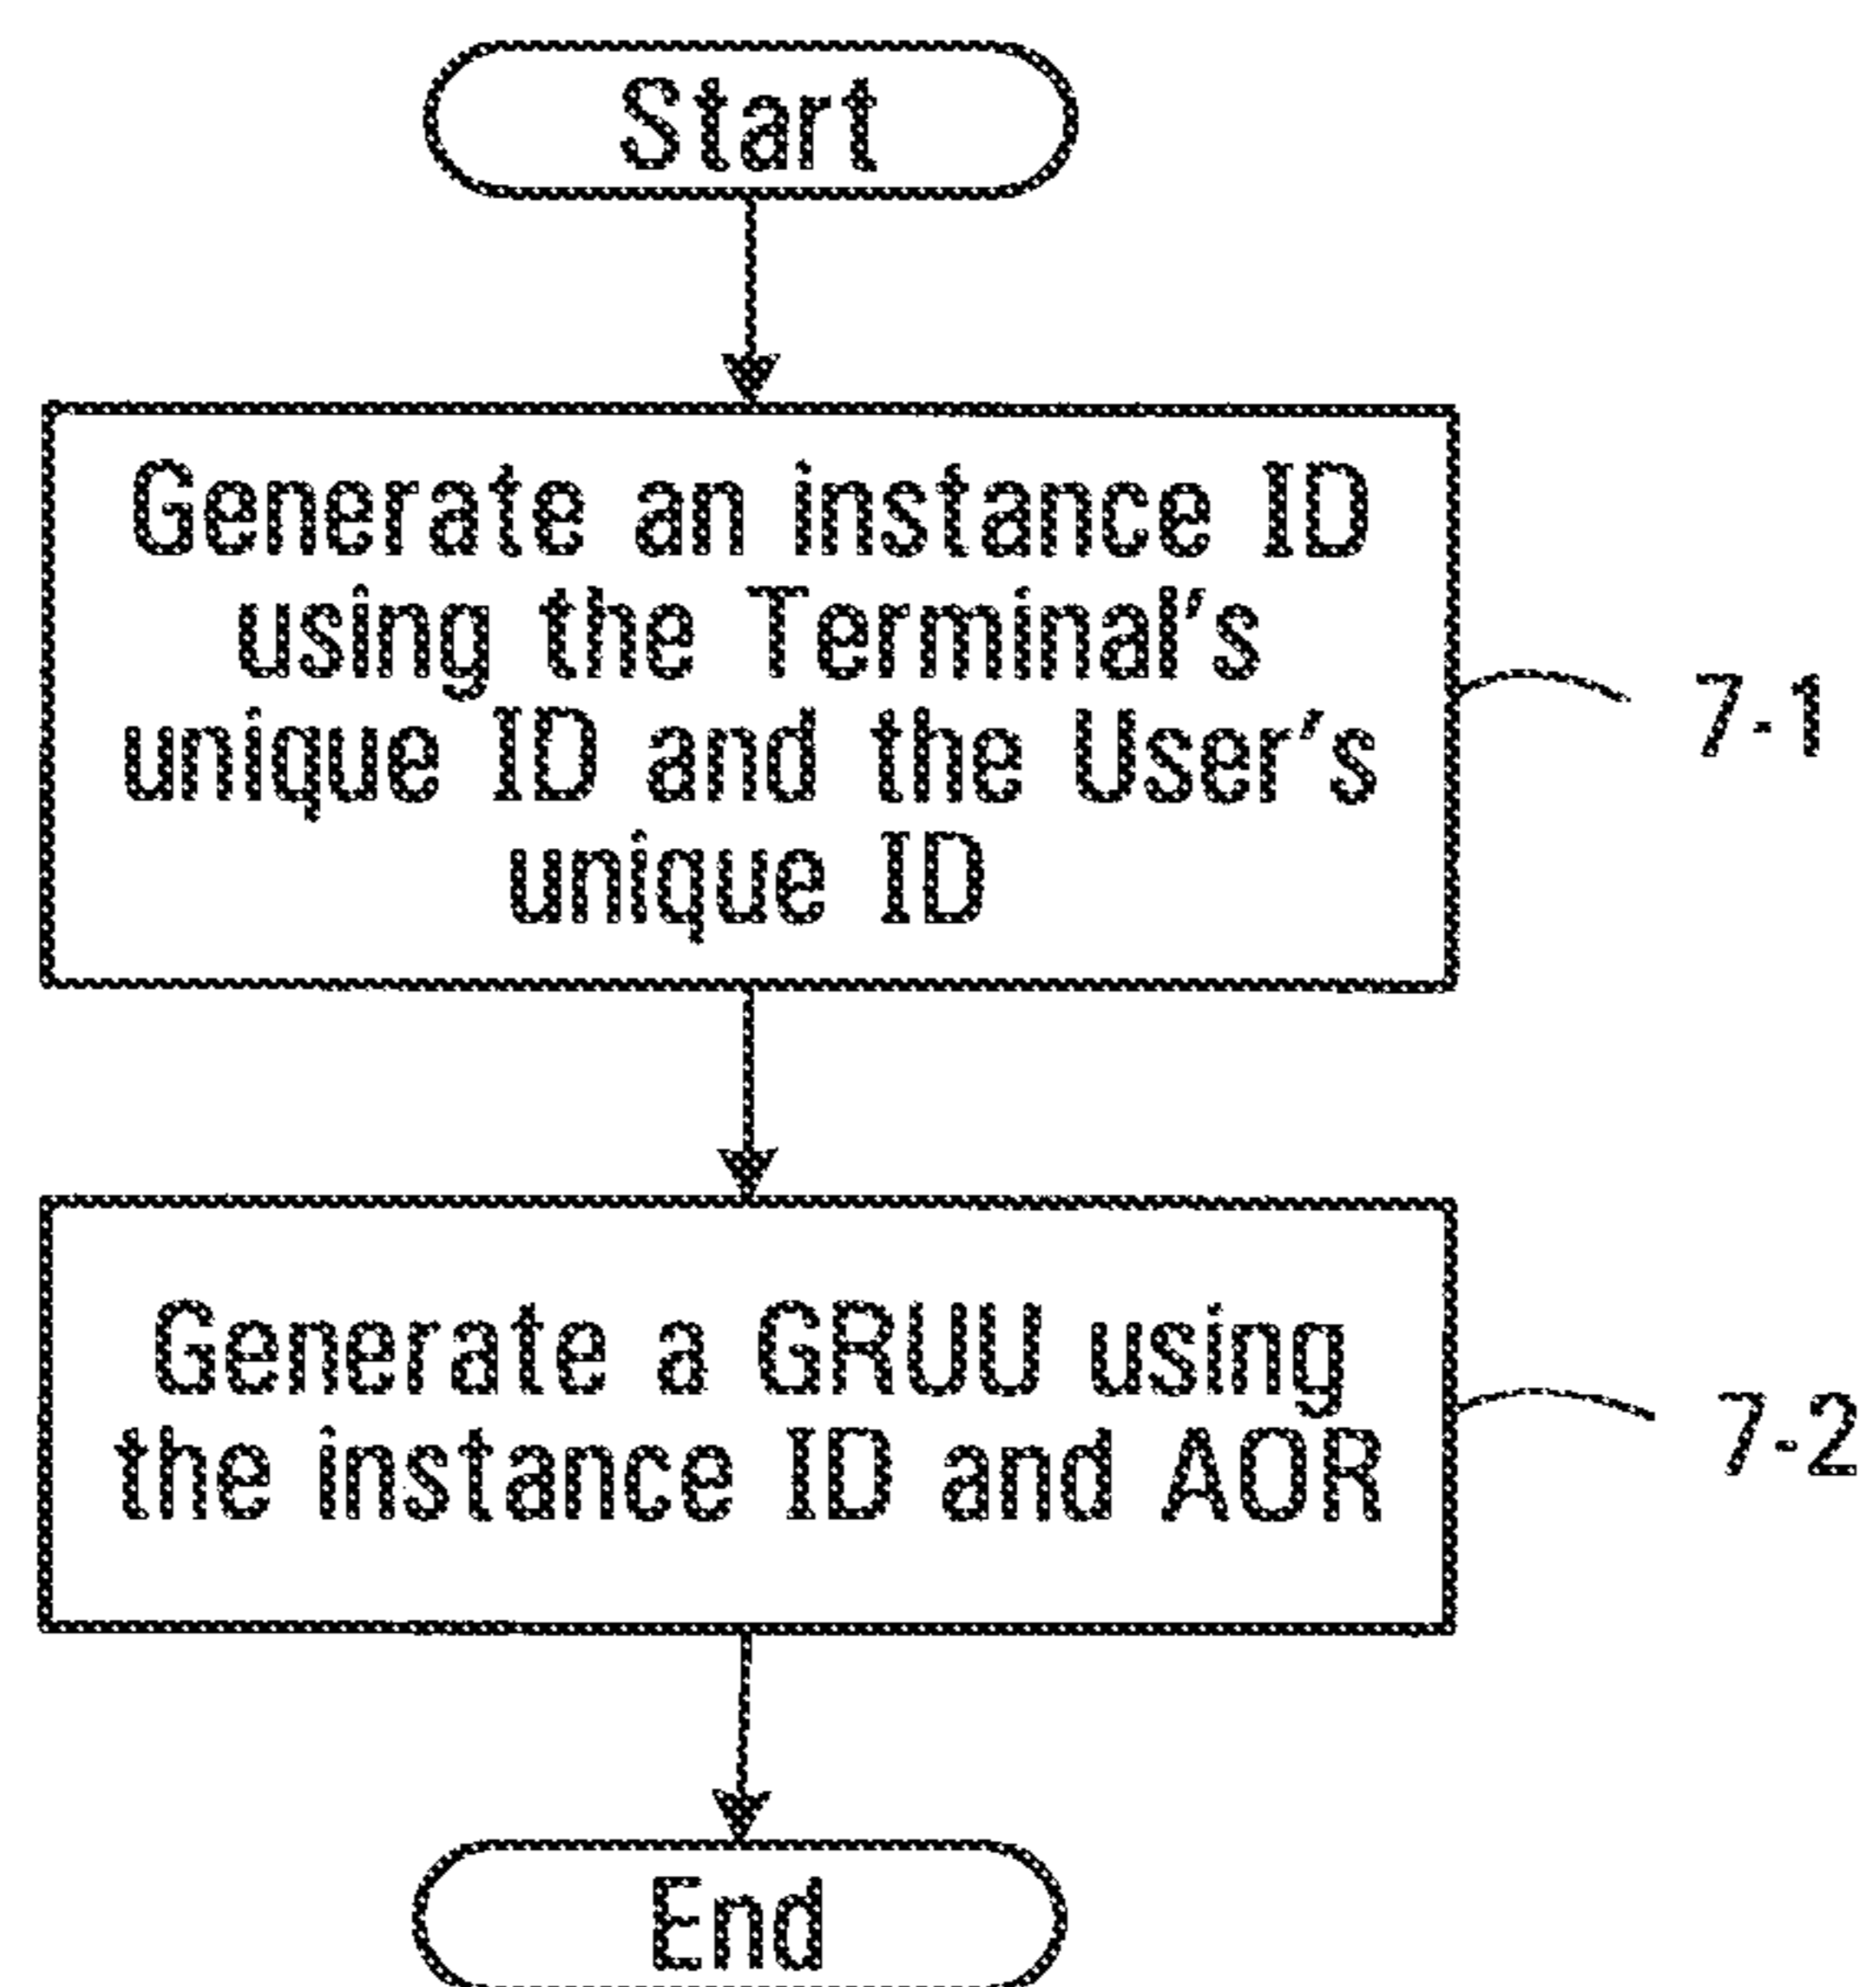 Start
Generate an instance ID
using the Terminal's
unique ID and the User's
unique ID
7-1
Generate a GRUU using
the instance ID and AOR
7-2
End